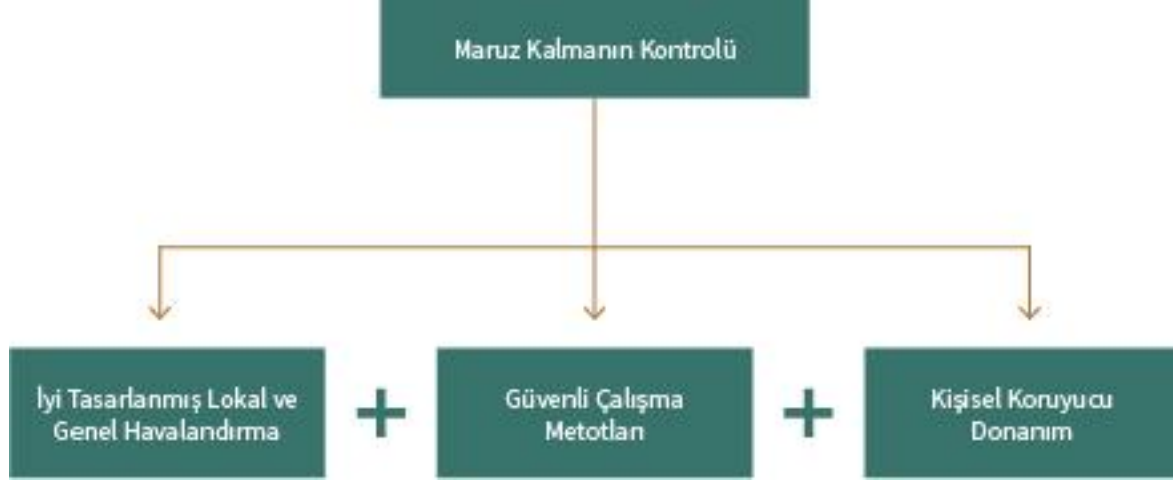 Maruz Kalmanın Kontrolü
İyi Tasarlanmış Lokal ve
Genel Havalandırma
+
Güvenli Çalışma
Metotları
+
Kişisel Koruyucu
Donanım